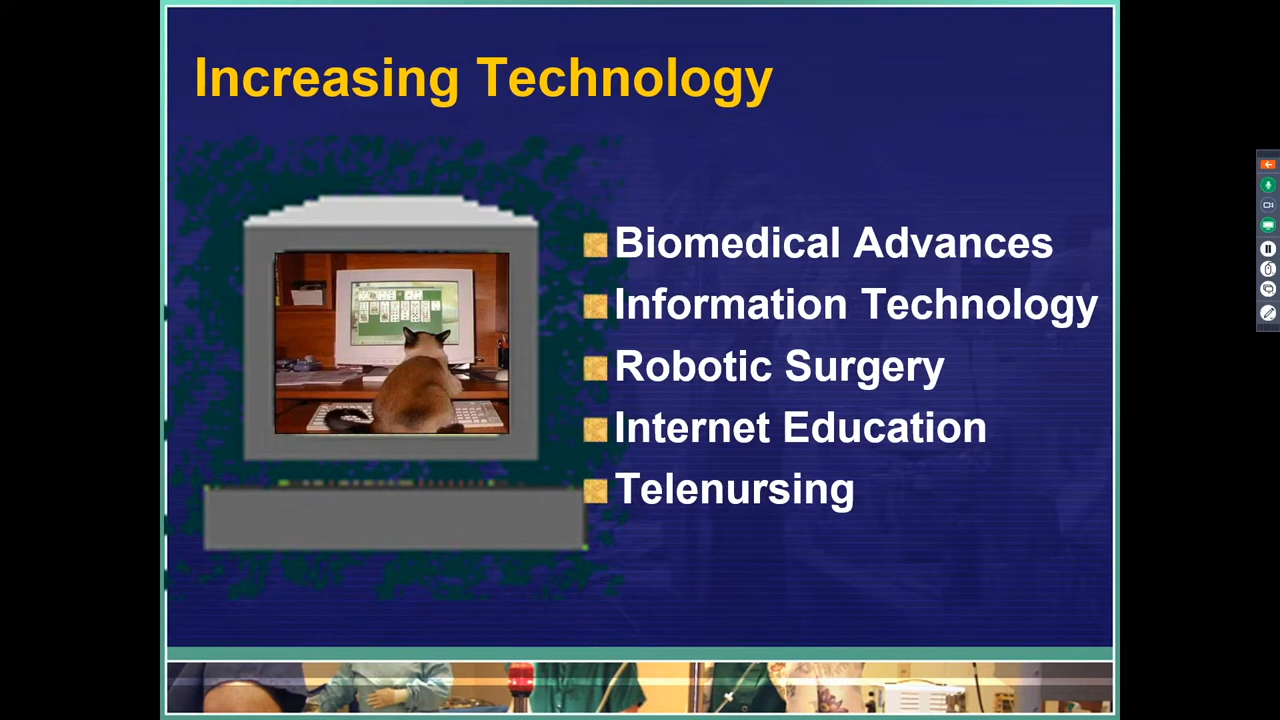 Increasing Technology
Biomedical Advances
Information Technology
Robotic Surgery
Internet Education
Telenursing